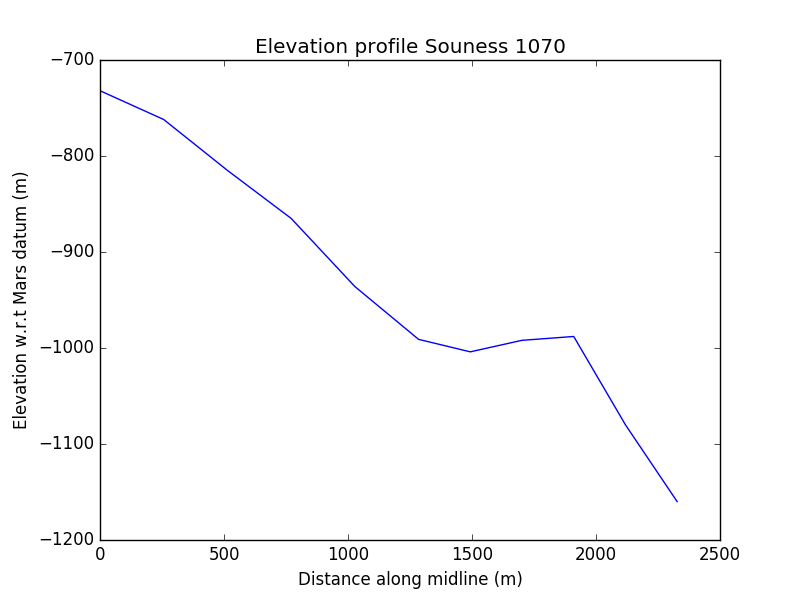 Elevation profile Souness 1070
Elevation w.r.t Mars datum (m)
−700
−800
−900
−1000
−1100
−1200
0 500 1000 1500 2000 2500
Distance along midline (m)